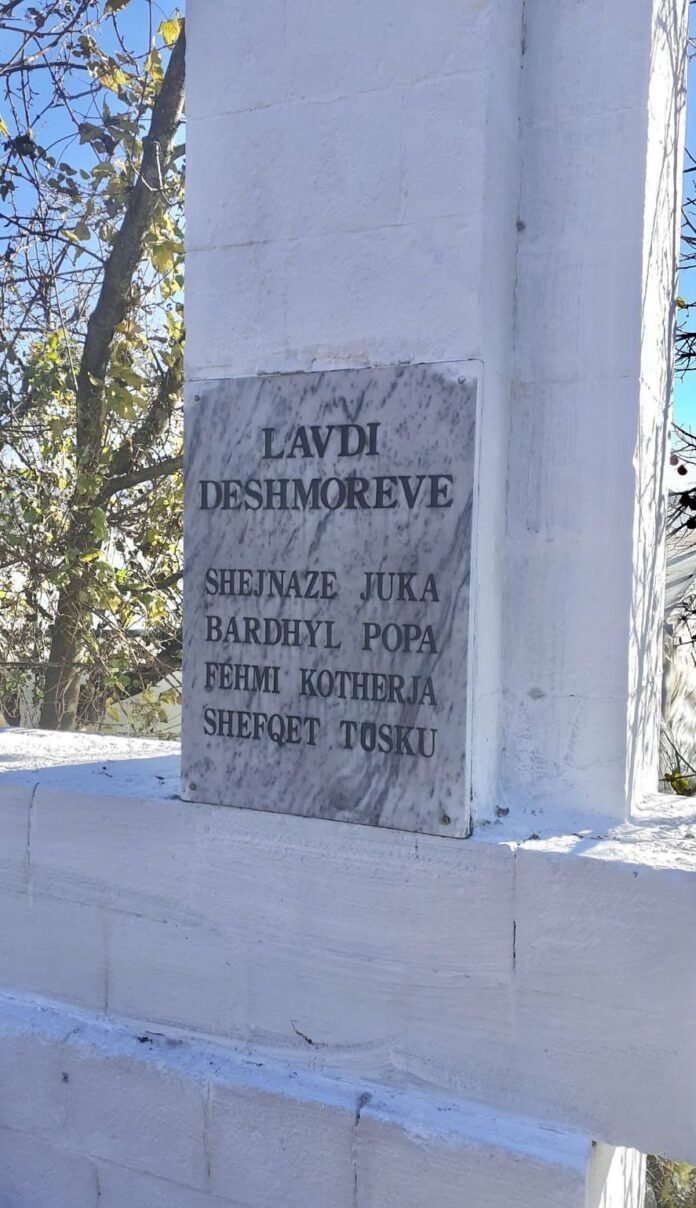 LAVDI
DESHMOREVE
SHEJNAZE JUKA
BARDHYL POPA
FEHMI KOTHERJA
SHEFQET TUSKU